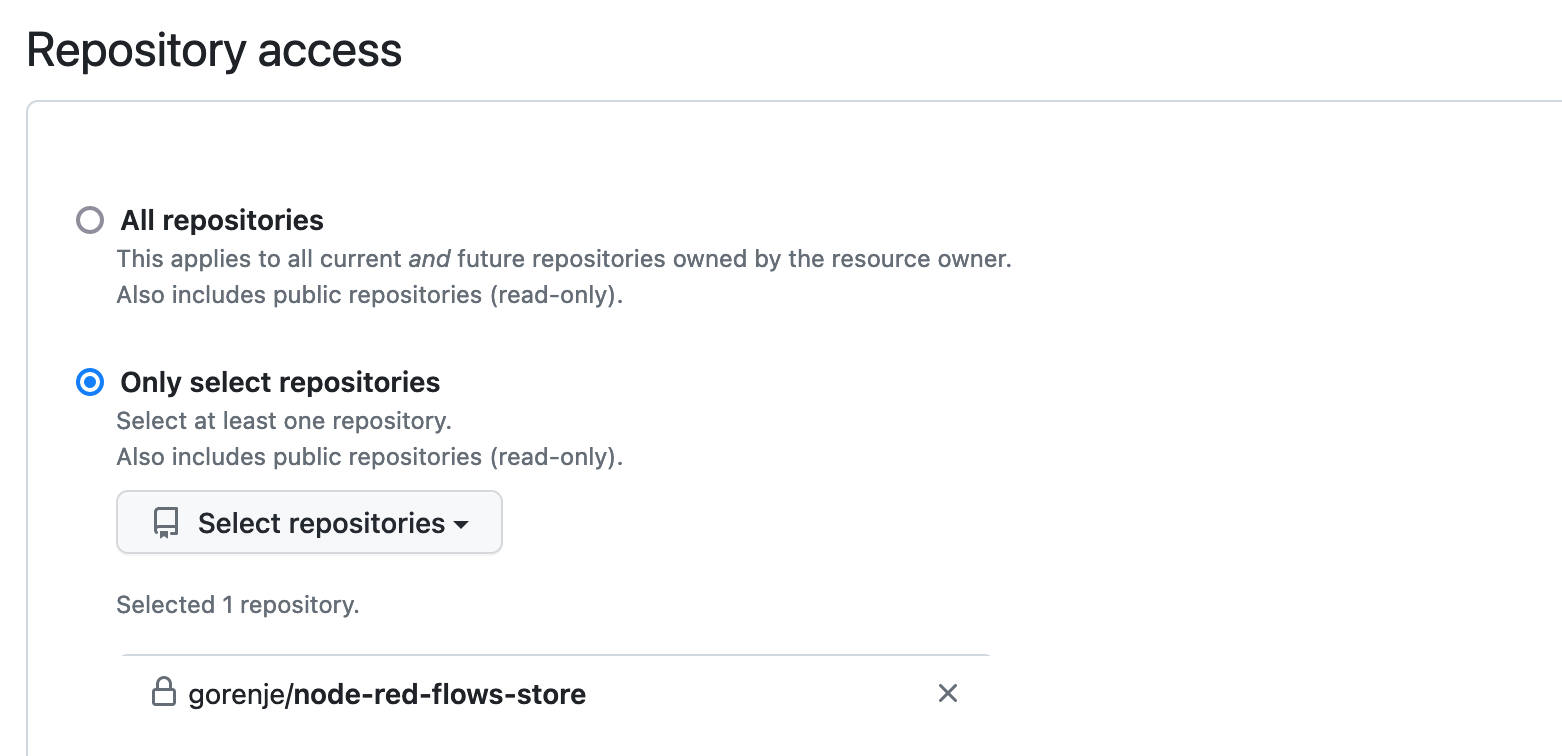 Repository access
All repositories
This applies to all current and future repositories owned by the resource owner.
Also includes public repositories (read-only).
Only select repositories
Select at least one repository.
Also includes public repositories (read-only).
Select repositories
Selected 1 repository.
gorenje/node-red-flows-store